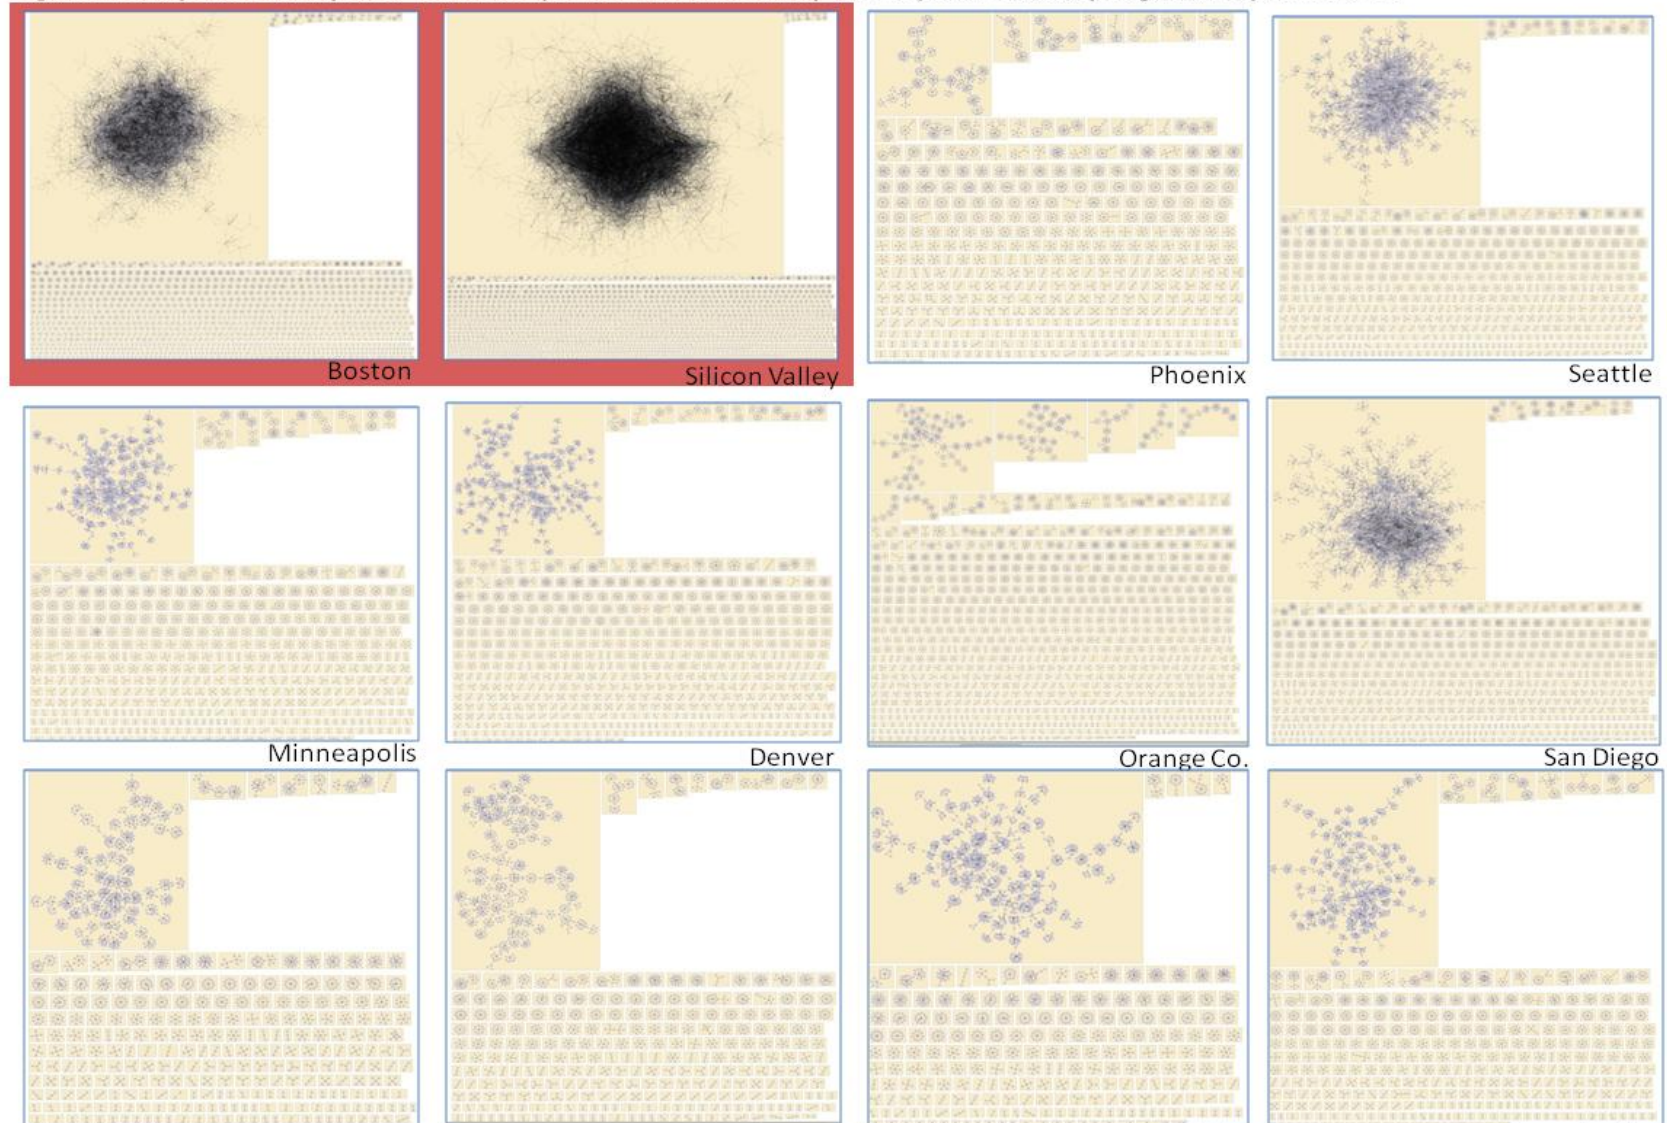 Boston
Silicon Valley
Phoenix
Seattle
Minneapolis
Denver
Orange Co.
San Diego